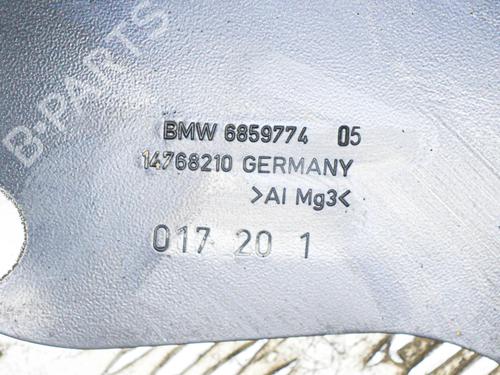 B-PARTS
BMW 6859774 05
14768210 GERMANY
>Al Mg3<
017 20 1